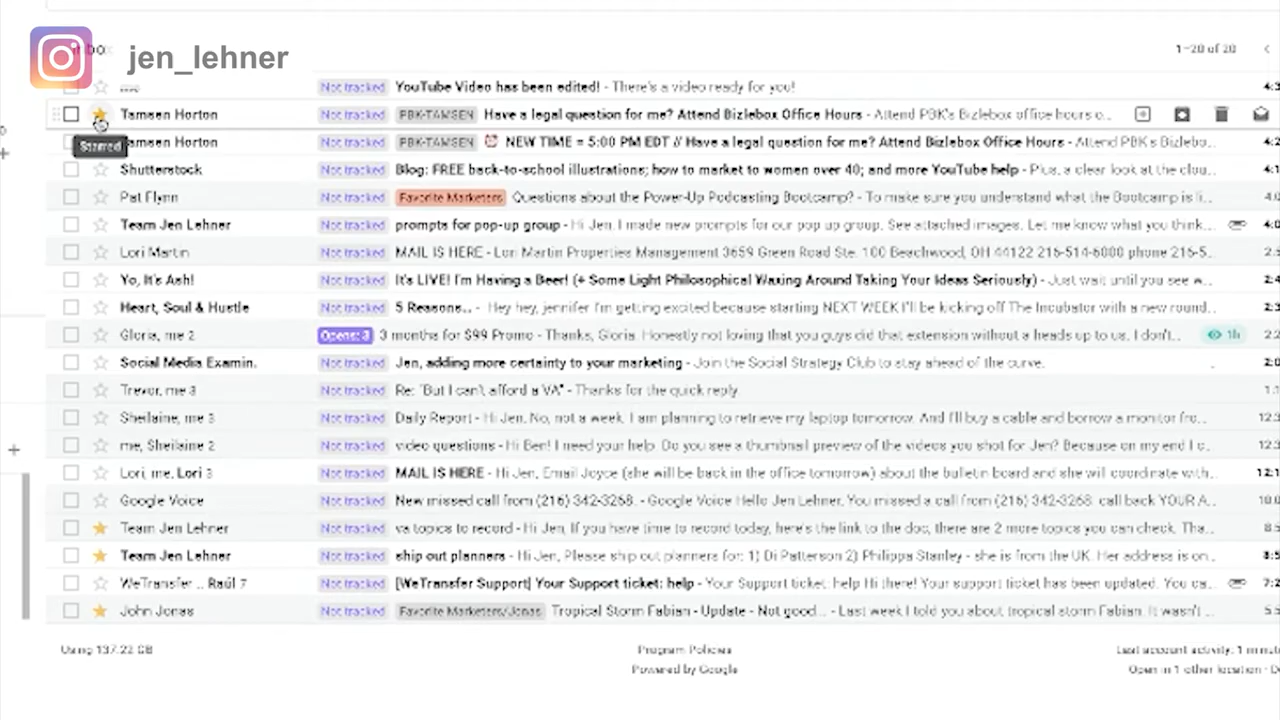 jen_lehner
1-20 of 20
Not tracked YouTube Video has been edited! - There's a video ready for you!
Tamsen Horton Not tracked PBK-TAMSEN Have a legal question for me? Attend Bizlebox Office Hours - Attend PBK's Bizlebox office hours o...
Starred
amsen Horton Not tracked PBK-TAMSEN NEW TIME = 5:00 PM EDT // Have a legal question for me? Attend Bizlebox Office Hours - Attend PBK's Bizlebo...
Shutterstock Not tracked Blog: FREE back-to-school illustrations; how to market to women over 40; and more YouTube help - Plus, a clear look at the clou...
Pat Flynn Not tracked Favorite Marketers Questions about the Power-Up Podcasting Bootcamp? - To make sure you understand what the Bootcamp is li...
Team Jen Lehner Not tracked prompts for pop-up group - Hi Jen, I made new prompts for our pop up group. See attached images. Let me know what you think...
Lori Martin Not tracked MAIL IS HERE - Lori Martin Properties Management 3659 Green Road Ste. 100 Beachwood, OH 44122 216-514-6000 phone 216-5...
Yo, It's Ash! Not tracked It's LIVE! I'm Having a Beer! (+ Some Light Philosophical Waxing Around Taking Your Ideas Seriously) - Just wait until you see w...
Heart, Soul & Hustle Not tracked 5 Reasons... - Hey hey, jennifer I'm getting excited because starting NEXT WEEK I'll be kicking off The Incubator with a new round...
Gloria, me 2 Opens: 3 3 months for $99 Promo - Thanks, Gloria. Honestly not loving that you guys did that extension without a heads up to us. I don't... 1h
Social Media Examin. Not tracked Jen, adding more certainty to your marketing - Join the Social Strategy Club to stay ahead of the curve.
Trevor, me 3 Not tracked Re: "But I can't afford a VA" - Thanks for the quick reply
Sheilaine, me 3 Not tracked Daily Report - Hi Jen, No, not a week. I am planning to retrieve my laptop tomorrow. And I'll buy a cable and borrow a monitor fro...
me, Sheilaine 2 Not tracked video questions - Hi Ben! I need your help. Do you see a thumbnail preview of the videos you shot for Jen? Because on my end I c...
Lori, me, Lori 3 Not tracked MAIL IS HERE - Hi Jen, Email Joyce (she will be back in the office tomorrow) about the bulletin board and she will coordinate with...
Google Voice Not tracked New missed call from (216) 342-3268. - Google Voice Hello Jen Lehner, You missed a call from (216) 342-3268. call back YOUR A...
Team Jen Lehner Not tracked va topics to record - Hi Jen, If you have time to record today, here's the link to the doc, there are 2 more topics you can check. Tha...
Team Jen Lehner Not tracked ship out planners - Hi Jen, Please ship out planners for: 1) Di Patterson 2) Philippa Stanley - she is from the UK. Her address is on...
WeTransfer .. Raúl 7 Not tracked [WeTransfer Support] Your Support ticket: help - Your Support ticket: help Hi there! Your support ticket has been updated. You ca...
John Jonas Not tracked Favorite Marketers/Jonas Tropical Storm Fabian - Update - Not good... - Last week I told you about tropical storm Fabian. It wasn't ...
Using 137.22 GB Program Policies Last account activity: 1 minut
Powered by Google Open in 1 other location